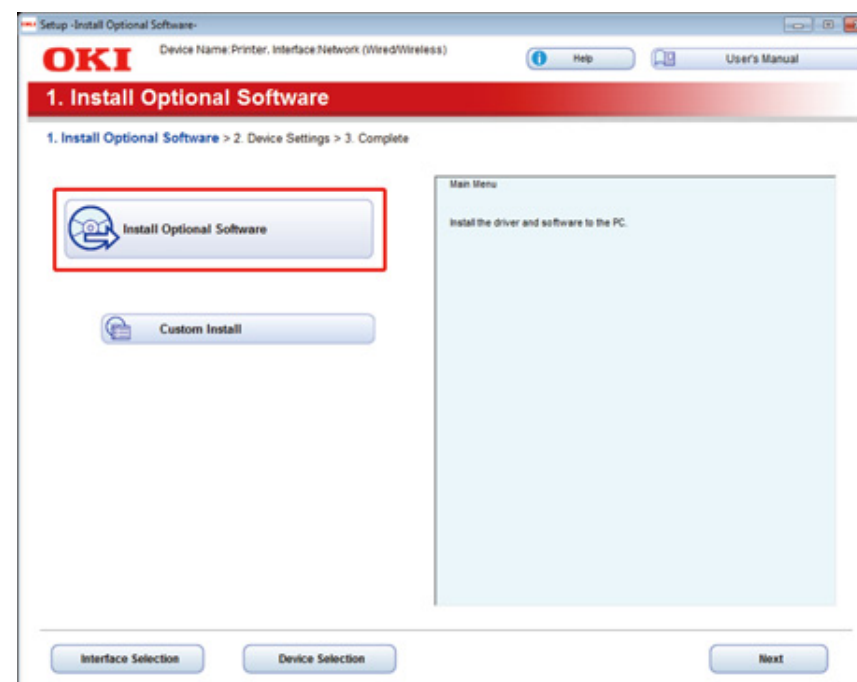 Setup -Install Optional Software-
OKI
Device Name:Printer, Interface:Network (Wired/Wireless)
Help
User's Manual
1. Install Optional Software
1. Install Optional Software > 2. Device Settings > 3. Complete
Main Menu
Install the driver and software to the PC.
Install Optional Software
Custom Install
Interface Selection
Device Selection
Next